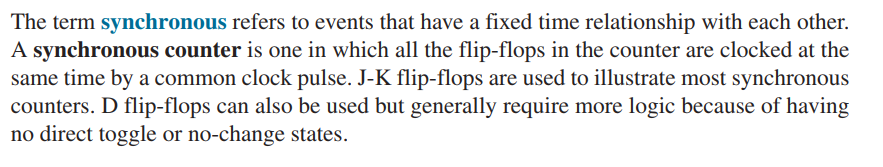 The term synchronous refers to events that have a fixed time relationship with each other.
A synchronous counter is one in which all the flip-flops in the counter are clocked at the
same time by a common clock pulse. J-K flip-flops are used to illustrate most synchronous
counters. D flip-flops can also be used but generally require more logic because of having
no direct toggle or no-change states.